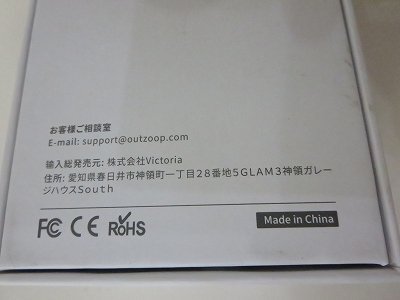 お客様ご相談室
E-mail: support@outzoop.com
輸入総発売元: 株式会社Victoria
住所: 愛知県春日井市神領町一丁目２８番地５GLAM３神領ガレー
ジハウスSouth
FC CE RoHS
Made in China